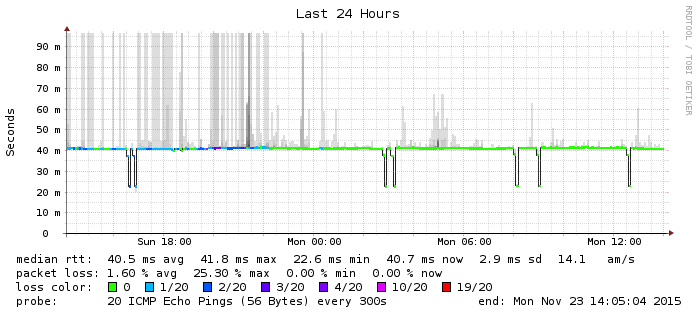 Last 24 Hours
RRDTOOL / TOBI OETIKER
Seconds
90 m
80 m
70 m
60 m
50 m
40 m
30 m
20 m
10 m
0
Sun 18:00 Mon 00:00 Mon 06:00 Mon 12:00
median rtt: 40.5 ms avg 41.8 ms max 22.6 ms min 40.7 ms now 2.9 ms sd 14.1 am/s
packet loss: 1.60 % avg 25.30 % max 0.00 % min 0.00 % now
loss color: 0 1/20 2/20 3/20 4/20 10/20 19/20
probe: 20 ICMP Echo Pings (56 Bytes) every 300s end: Mon Nov 23 14:05:04 2015